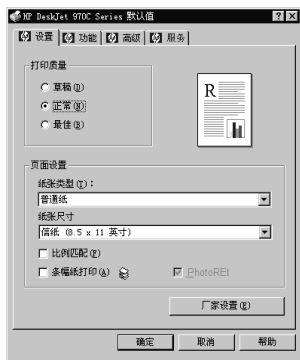 HP DeskJet 970C Series 默认值
设置 功能 高级 服务
打印质量
草稿(D)
正常(N)
最佳(B)
R
页面设置
纸张类型(T):
普通纸
纸张尺寸
信纸 (8.5 x 11 英寸)
比例匹配(P)
多幅纸打印(A) PhotoREt
厂家设置(E)
确定 取消 帮助